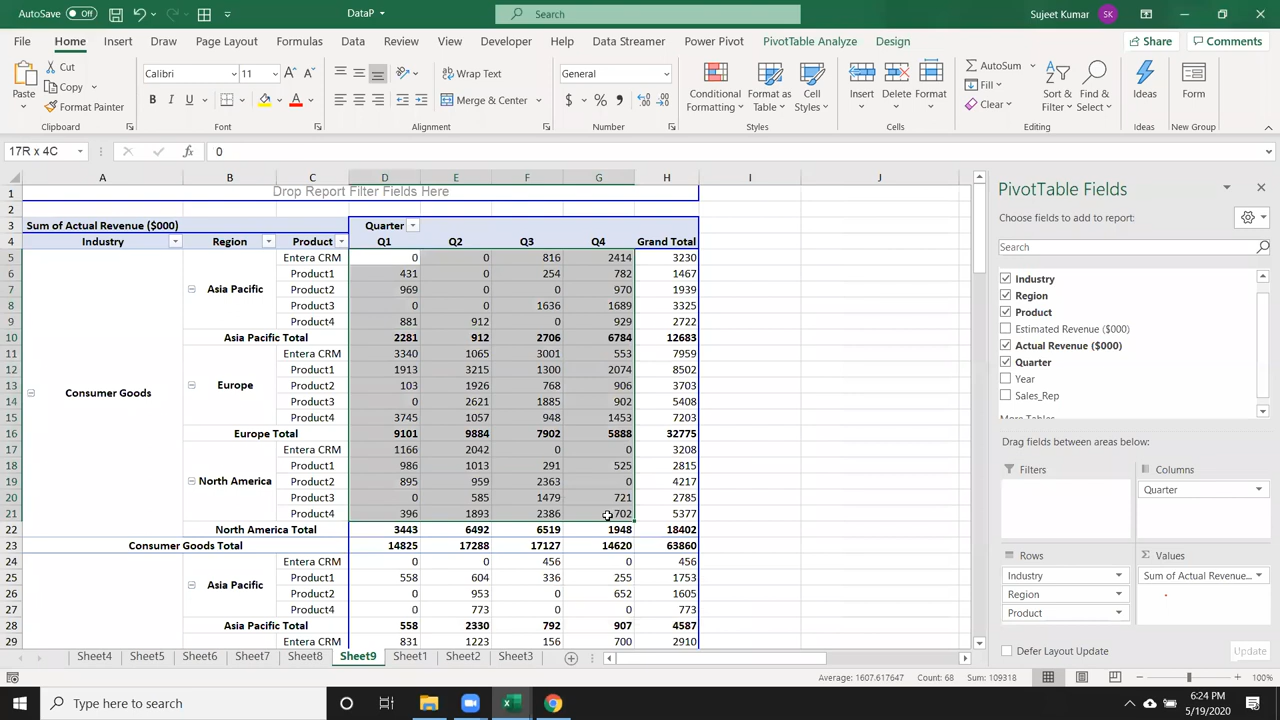 AutoSave Off DataP Search Sujeet Kumar SK
File Home Insert Draw Page Layout Formulas Data Review View Developer Help Data Streamer Power Pivot PivotTable Analyze Design Share Comments
Paste Cut Copy Format Painter Calibri 11 Wrap Text General Conditional Formatting Format as Table Cell Styles Insert Delete Format AutoSum Fill Clear Sort & Filter Find & Select Ideas Form
B I U Merge & Center $ %
Clipboard Font Alignment Number Styles Cells Editing Ideas New Group
17R x 4C fx 0
A B C D E F G H I J
1 Drop Report Filter Fields Here
2
3 Sum of Actual Revenue ($000) Quarter
4 Industry Region Product Q1 Q2 Q3 Q4 Grand Total
5 Entera CRM 0 0 816 2414 3230
6 Product1 431 0 254 782 1467
7 Asia Pacific Product2 969 0 0 970 1939
8 Product3 0 0 1636 1689 3325
9 Product4 881 912 0 929 2722
10 Asia Pacific Total 2281 912 2706 6784 12683
11 Entera CRM 3340 1065 3001 553 7959
12 Product1 1913 3215 1300 2074 8502
13 Consumer Goods Europe Product2 103 1926 768 906 3703
14 Product3 0 2621 1885 902 5408
15 Product4 3745 1057 948 1453 7203
16 Europe Total 9101 9884 7902 5888 32775
17 Entera CRM 1166 2042 0 0 3208
18 Product1 986 1013 291 525 2815
19 North America Product2 895 959 2363 0 4217
20 Product3 0 585 1479 721 2785
21 Product4 396 1893 2386 702 5377
22 North America Total 3443 6492 6519 1948 18402
23 Consumer Goods Total 14825 17288 17127 14620 63860
24 Entera CRM 0 0 456 0 456
25 Product1 558 604 336 255 1753
26 Asia Pacific Product2 0 953 0 652 1605
27 Product4 0 773 0 0 773
28 Asia Pacific Total 558 2330 792 907 4587
29 Entera CRM 831 1223 156 700 2910
PivotTable Fields
Choose fields to add to report:
Search
Industry
Region
Product
Estimated Revenue ($000)
Actual Revenue ($000)
Quarter
Year
Sales_Rep
More Tables
Drag fields between areas below:
Filters Columns
Quarter
Rows Σ Values
Industry Sum of Actual Revenue...
Region
Product
Defer Layout Update Update
Sheet4 Sheet5 Sheet6 Sheet7 Sheet8 Sheet9 Sheet1 Sheet2 Sheet3
Average: 1607.617647 Count: 68 Sum: 109318 100%
Type here to search 6:24 PM
5/19/2020